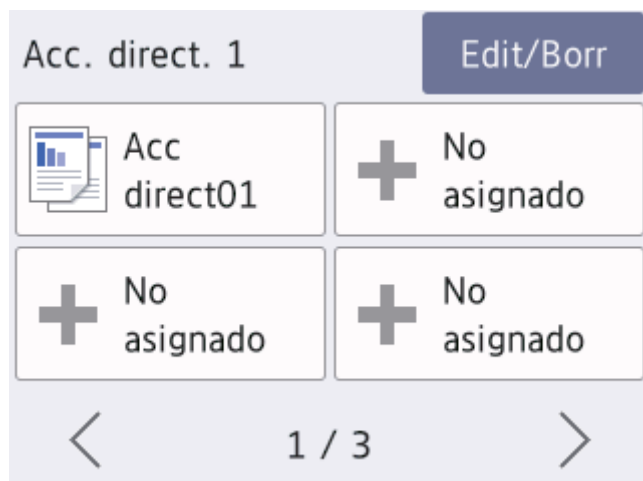 Acc. direct. 1
Edit/Borr
Acc
direct01
No
asignado
No
asignado
No
asignado
1 / 3